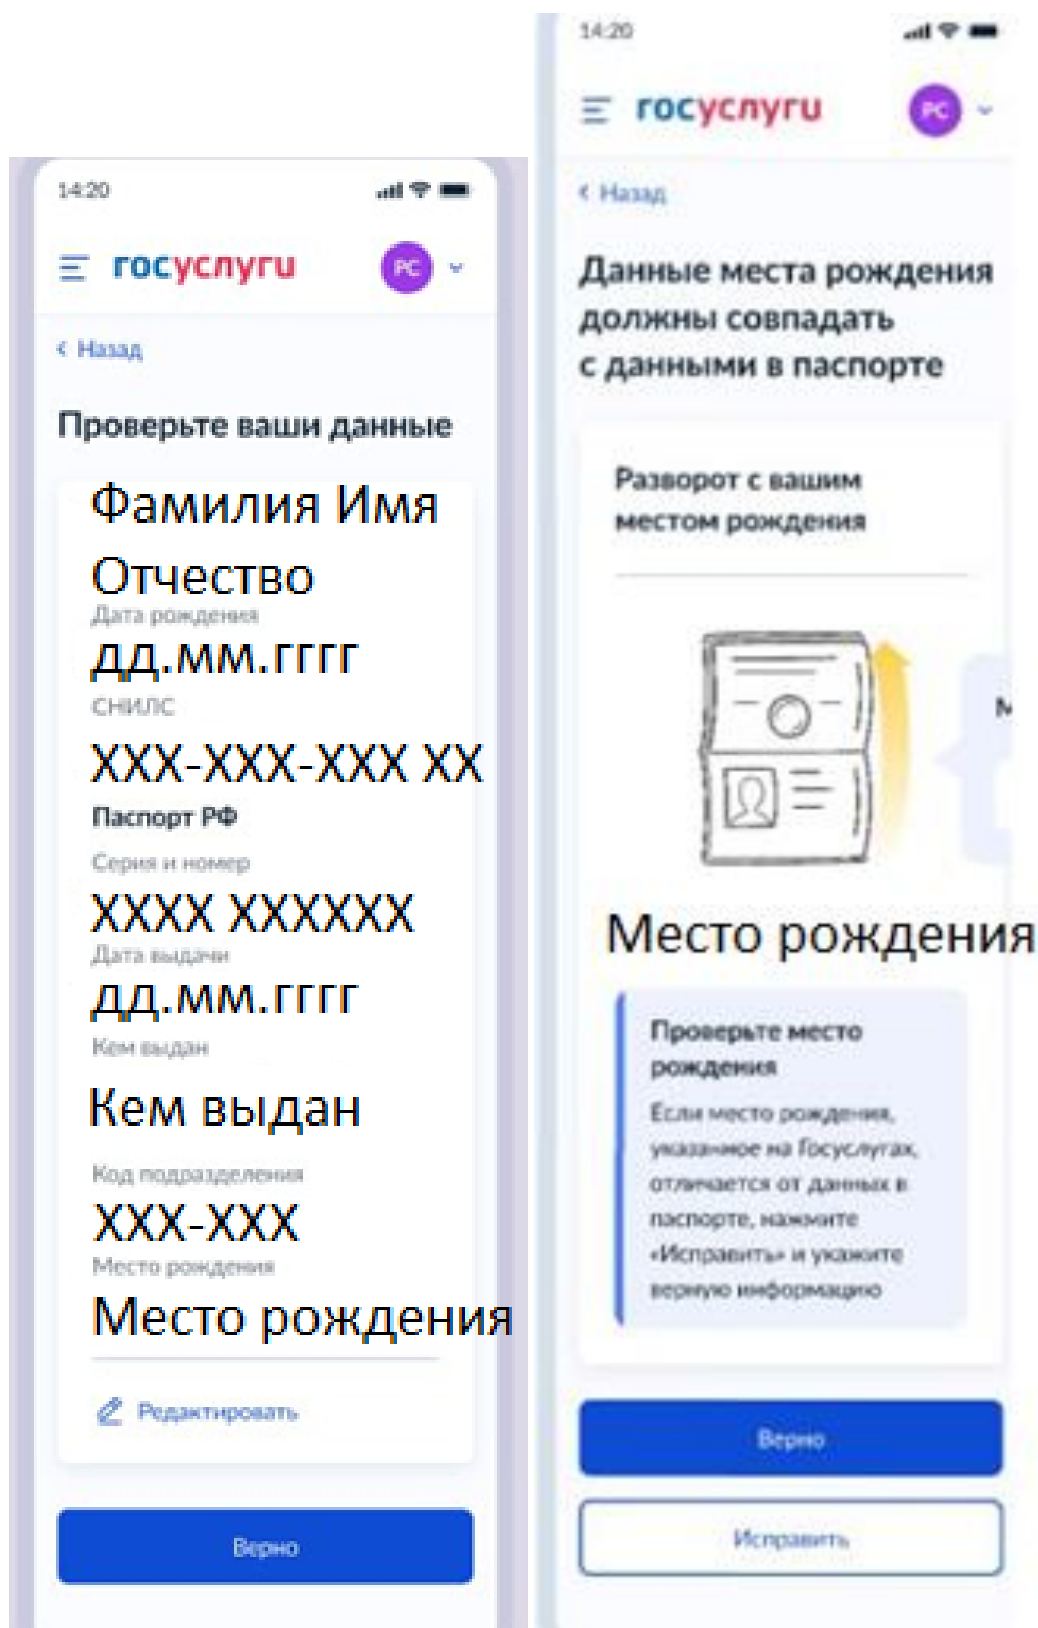 14:20
госуслуги
РС
Назад
Проверьте ваши данные
Фамилия Имя
Отчество
Дата рождения
дд.мм.гггг
СНИЛС
XXX-XXX-XXX XX
Паспорт РФ
Серия и номер
XXXX XXXXXX
Дата выдачи
дд.мм.гггг
Кем выдан
Кем выдан
Код подразделения
XXX-XXX
Место рождения
Место рождения
Редактировать
Верно
14:20
госуслуги
РС
Назад
Данные места рождения
должны совпадать
с данными в паспорте
Разворот с вашим
местом рождения
М
Место рождения
Проверьте место
рождения
Если место рождения,
указанное на Госуслугах,
отличается от данных в
паспорте, нажмите
«Исправить» и укажите
верную информацию
Верно
Исправить